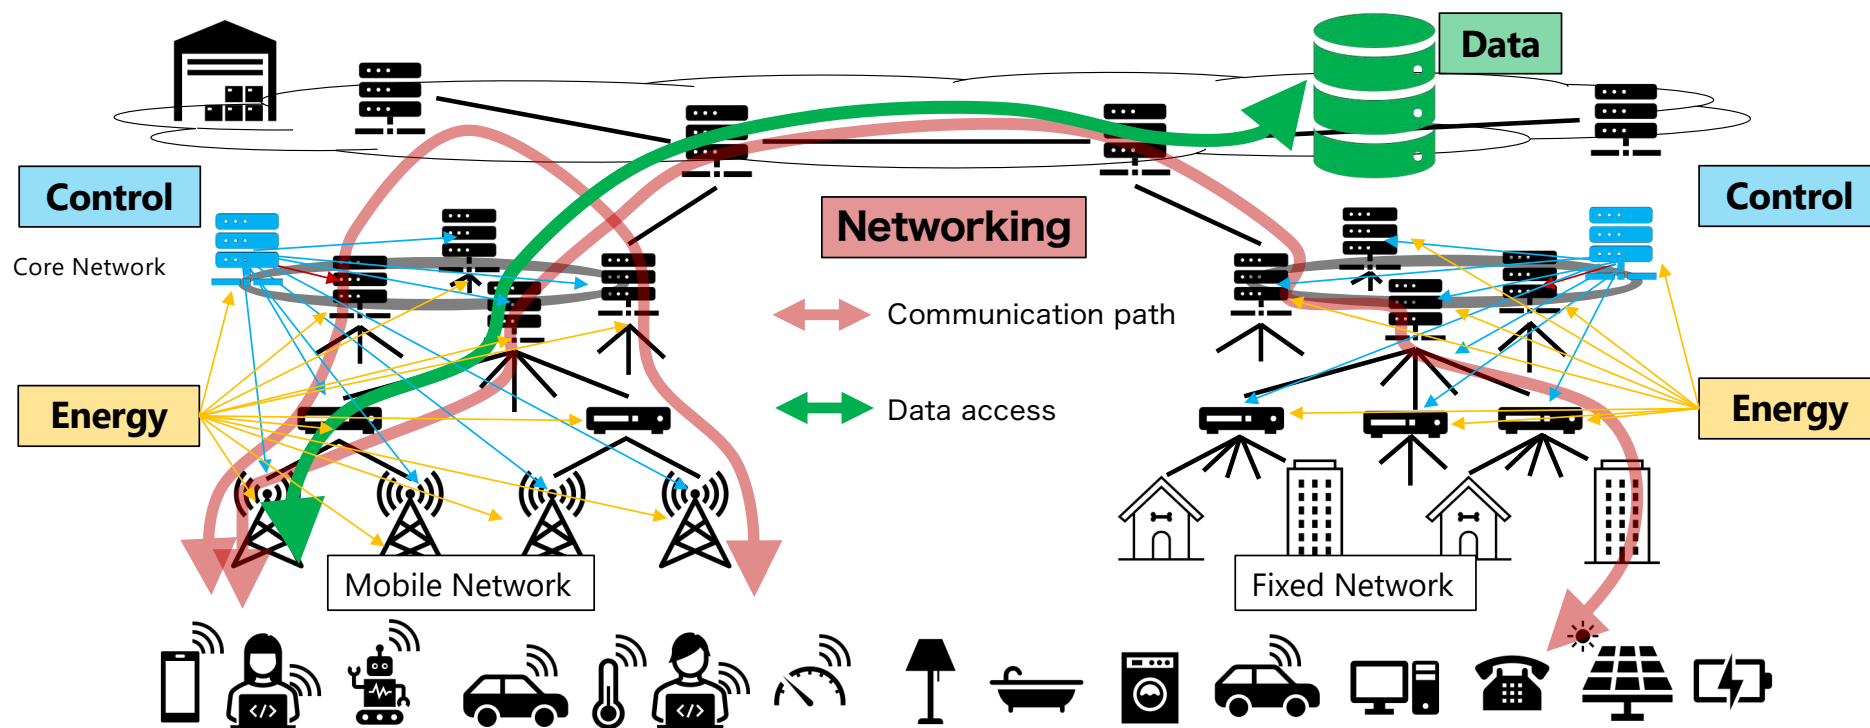 Data
Control
Control
Networking
Core Network
Communication path
Energy
Energy
Data access
Mobile Network
Fixed Network